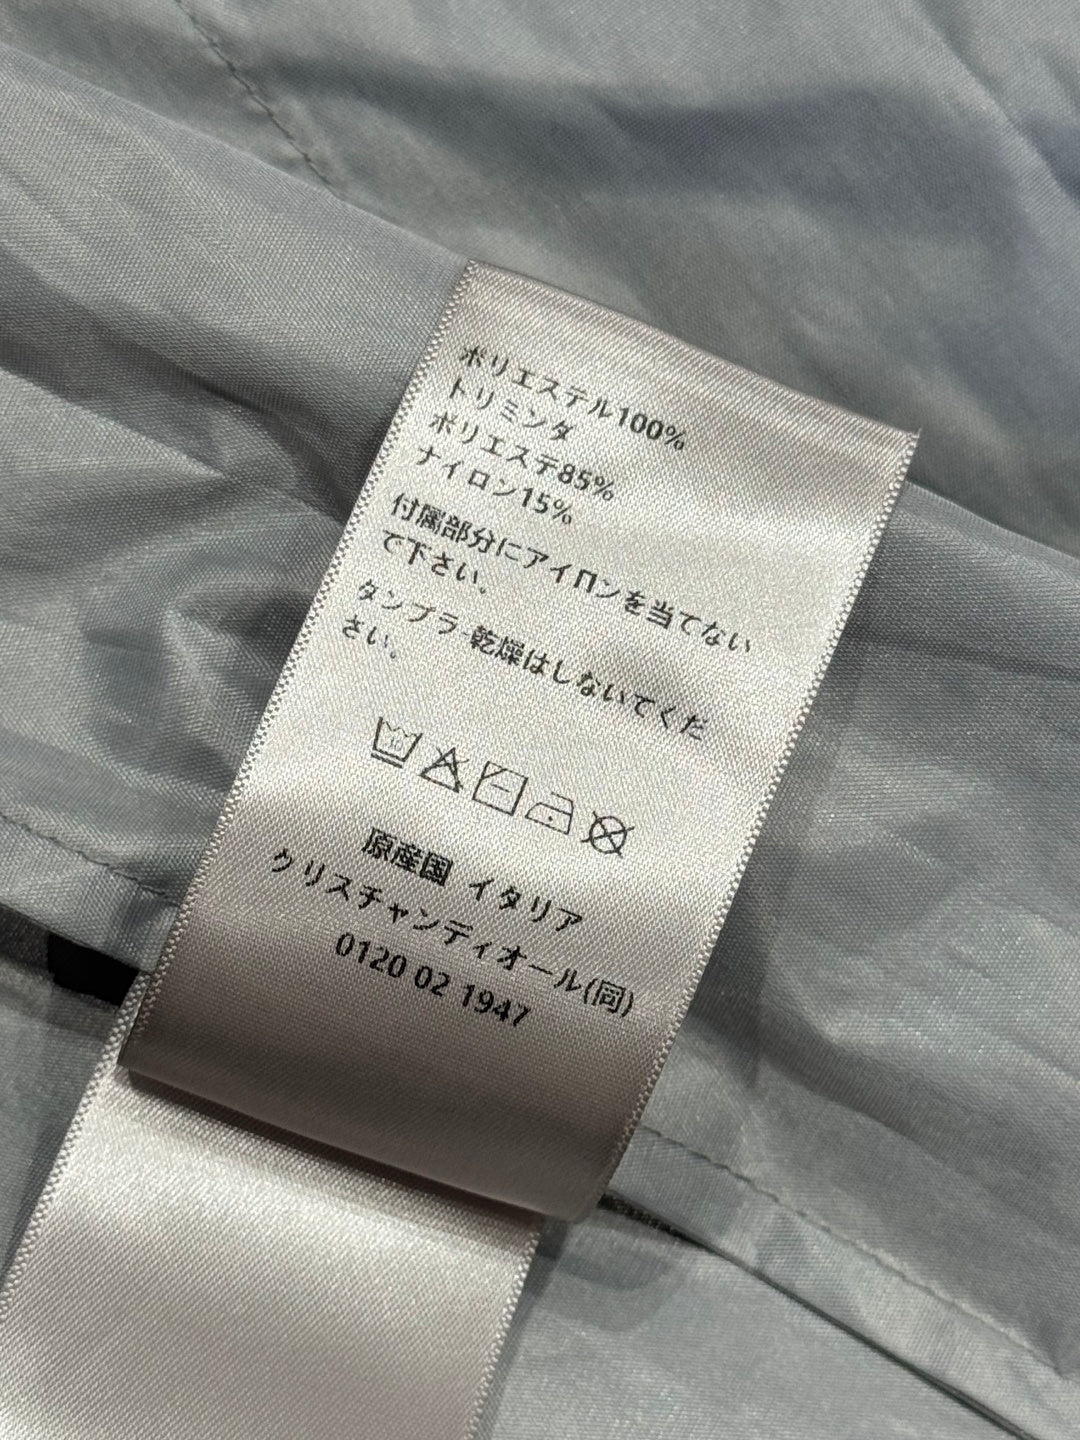 ポリエステル100%
トリミンダ
ポリエステ85%
ナイロン15%
付属部分にアイロンを当てない
で下さい。
タンブラ-乾燥はしないてくだ
さい。
原産国 イタリア
クリスチャンディオール(同)
0120 02 1947